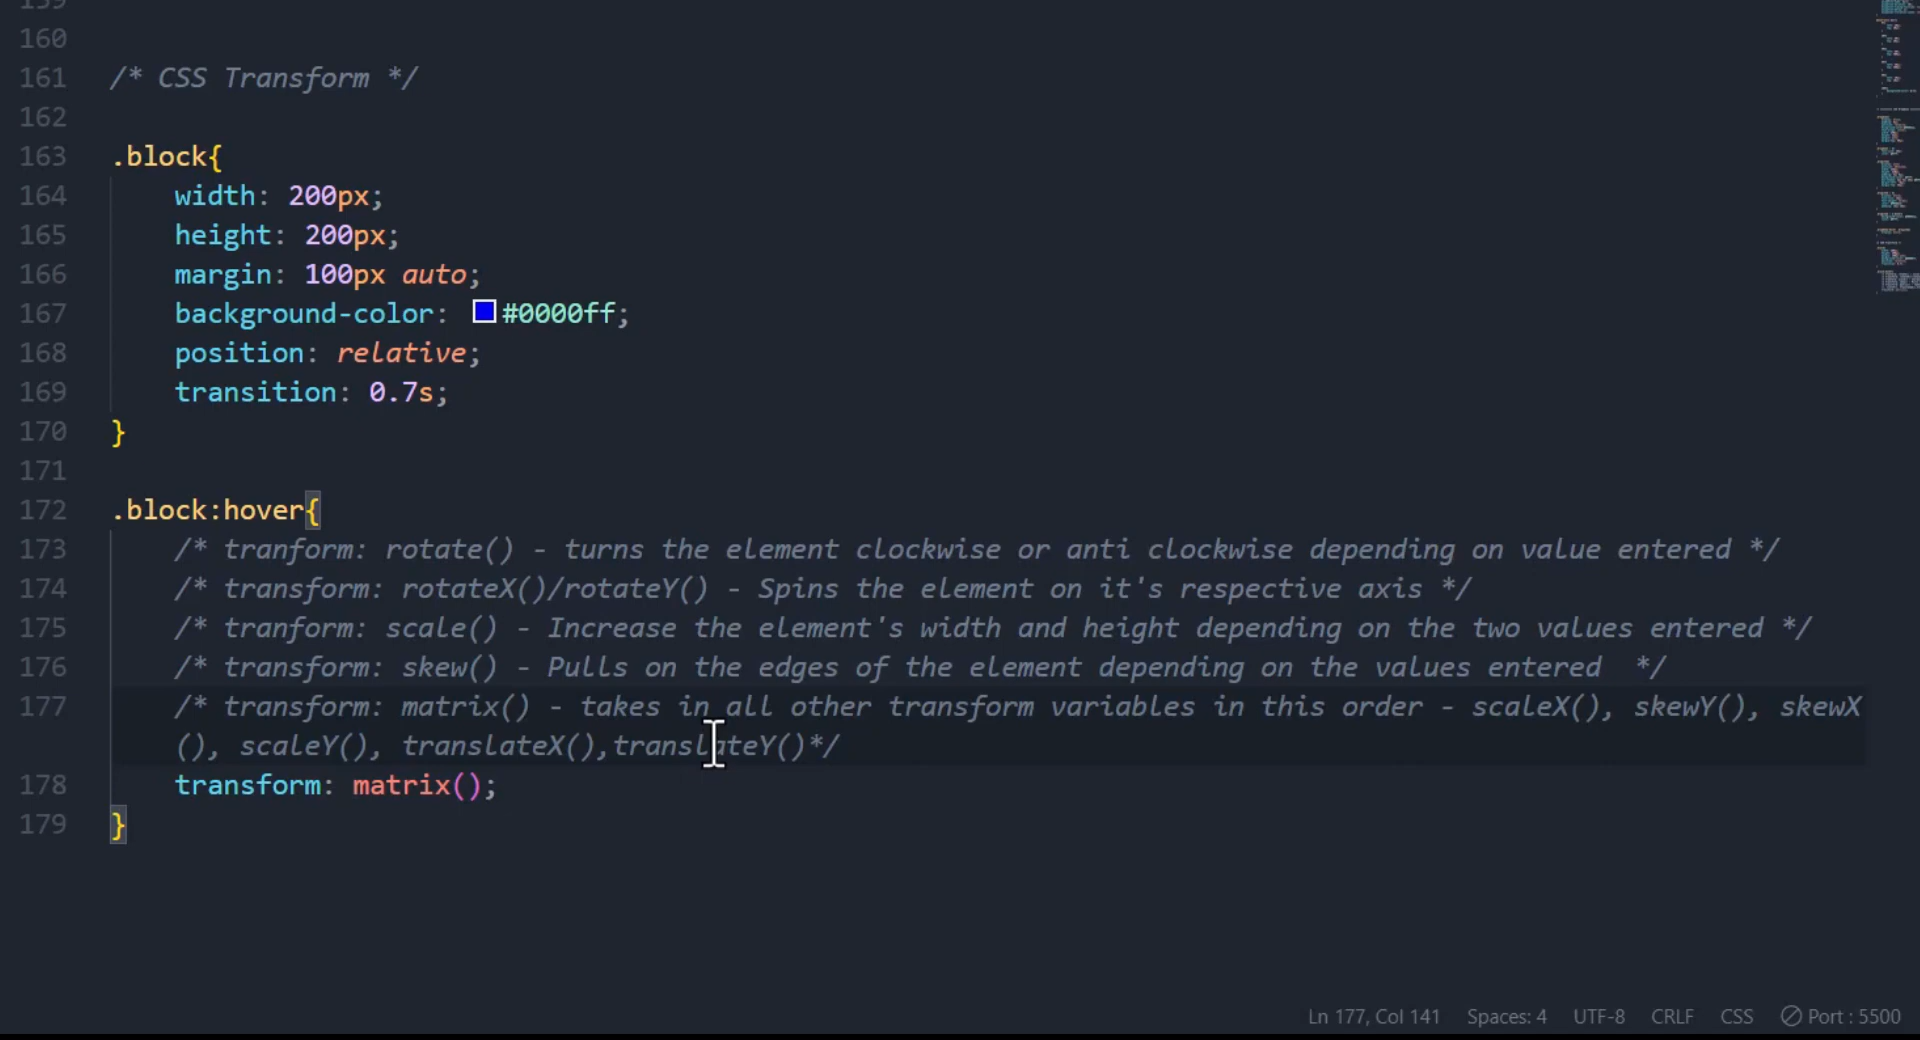 159
160
161 /* CSS Transform */
162
163 .block{
164 width: 200px;
165 height: 200px;
166 margin: 100px auto;
167 background-color: #0000ff;
168 position: relative;
169 transition: 0.7s;
170 }
171
172 .block:hover{
173 /* tranform: rotate() - turns the element clockwise or anti clockwise depending on value entered */
174 /* transform: rotateX()/rotateY() - Spins the element on it's respective axis */
175 /* tranform: scale() - Increase the element's width and height depending on the two values entered */
176 /* transform: skew() - Pulls on the edges of the element depending on the values entered  */
177 /* transform: matrix() - takes in all other transform variables in this order - scaleX(), skewY(), skewX
(), scaleY(), translateX(),translateY()*/
178 transform: matrix();
179 }
Ln 177, Col 141 Spaces: 4 UTF-8 CRLF CSS Port : 5500